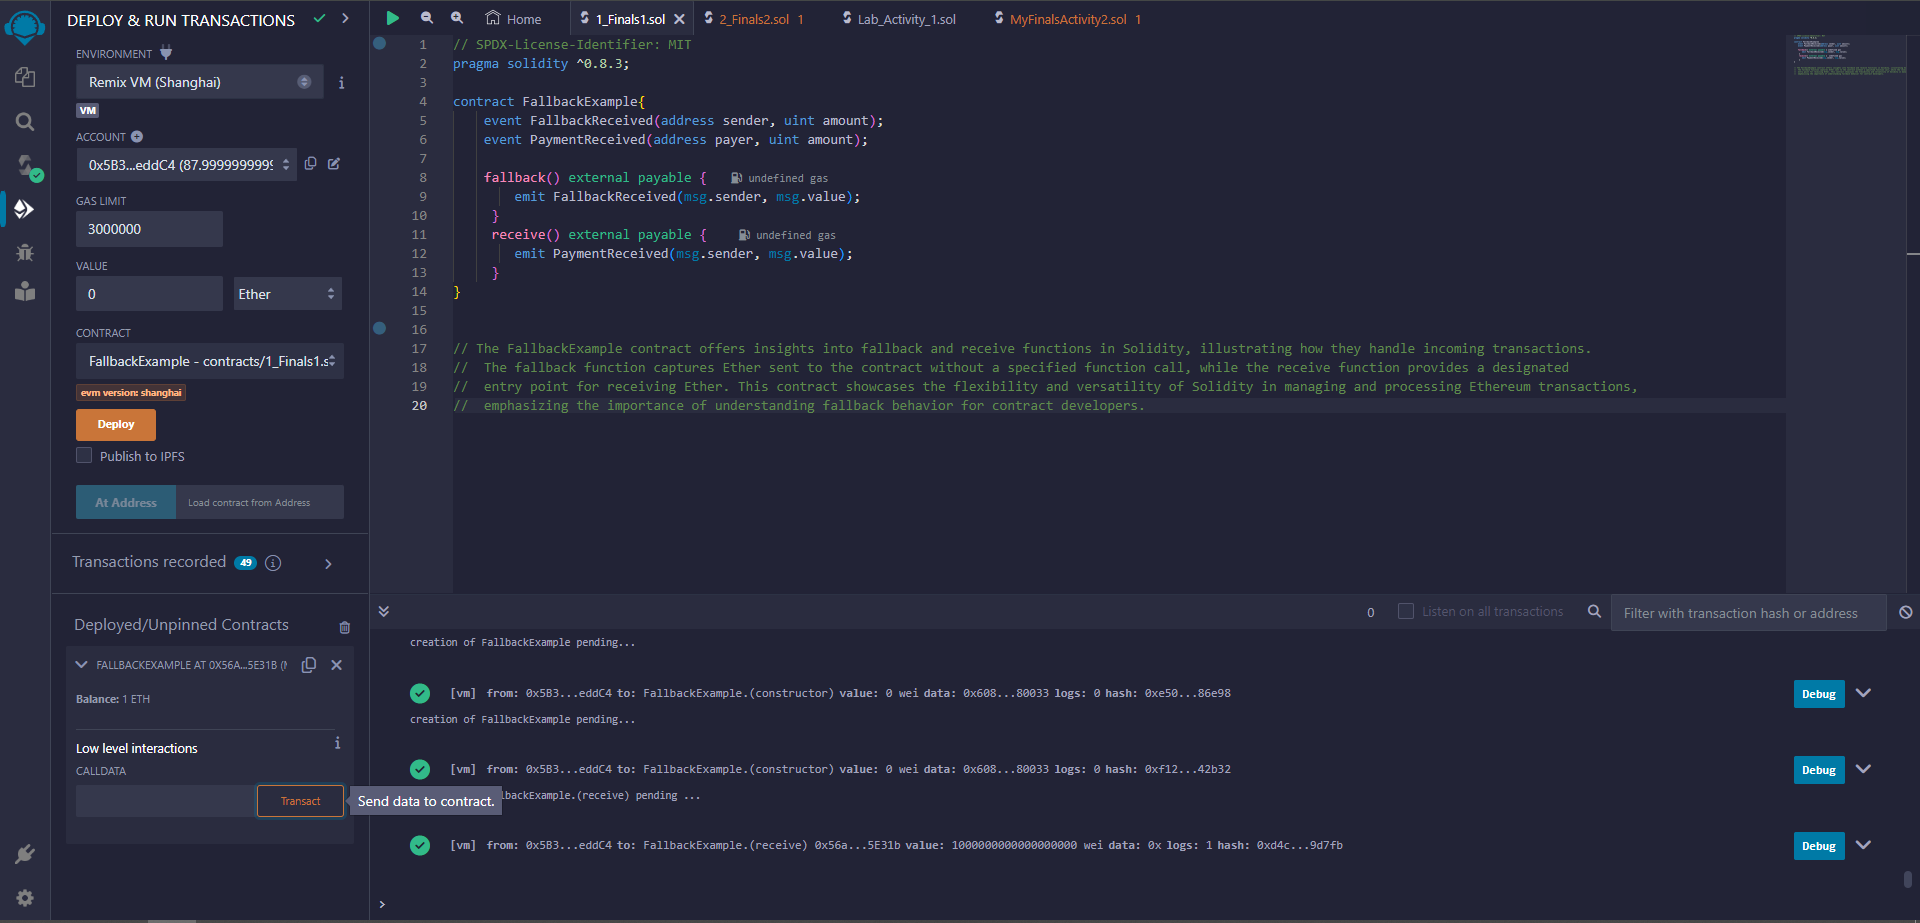 DEPLOY & RUN TRANSACTIONS
ENVIRONMENT
Remix VM (Shanghai)
VM
ACCOUNT
0x5B3...eddC4 (87.9999999999
GAS LIMIT
3000000
VALUE
0
Ether
CONTRACT
FallbackExample - contracts/1_Finals1.s
evm version: shanghai
Deploy
Publish to IPFS
At Address
Load contract from Address
Transactions recorded 49
Deployed/Unpinned Contracts
FALLBACKEXAMPLE AT 0X56A...5E31B (M
Balance: 1 ETH
Low level interactions
CALLDATA
Transact
Send data to contract.
Home
1_Finals1.sol
2_Finals2.sol 1
Lab_Activity_1.sol
MyFinalsActivity2.sol 1
1 // SPDX-License-Identifier: MIT
2 pragma solidity ^0.8.3;
3
4 contract FallbackExample{
5 event FallbackReceived(address sender, uint amount);
6 event PaymentReceived(address payer, uint amount);
7
8 fallback() external payable { undefined gas
9 emit FallbackReceived(msg.sender, msg.value);
10 }
11 receive() external payable { undefined gas
12 emit PaymentReceived(msg.sender, msg.value);
13 }
14 }
15
16
17 // The FallbackExample contract offers insights into fallback and receive functions in Solidity, illustrating how they handle incoming transactions.
18 // The fallback function captures Ether sent to the contract without a specified function call, while the receive function provides a designated
19 // entry point for receiving Ether. This contract showcases the flexibility and versatility of Solidity in managing and processing Ethereum transactions,
20 // emphasizing the importance of understanding fallback behavior for contract developers.
0
Listen on all transactions
Filter with transaction hash or address
creation of FallbackExample pending...
[vm] from: 0x5B3...eddC4 to: FallbackExample.(constructor) value: 0 wei data: 0x608...80033 logs: 0 hash: 0xe50...86e98
Debug
creation of FallbackExample pending...
[vm] from: 0x5B3...eddC4 to: FallbackExample.(constructor) value: 0 wei data: 0x608...80033 logs: 0 hash: 0xf12...42b32
Debug
lbackExample.(receive) pending ...
[vm] from: 0x5B3...eddC4 to: FallbackExample.(receive) 0x56a...5E31b value: 1000000000000000000 wei data: 0x logs: 1 hash: 0xd4c...9d7fb
Debug
>